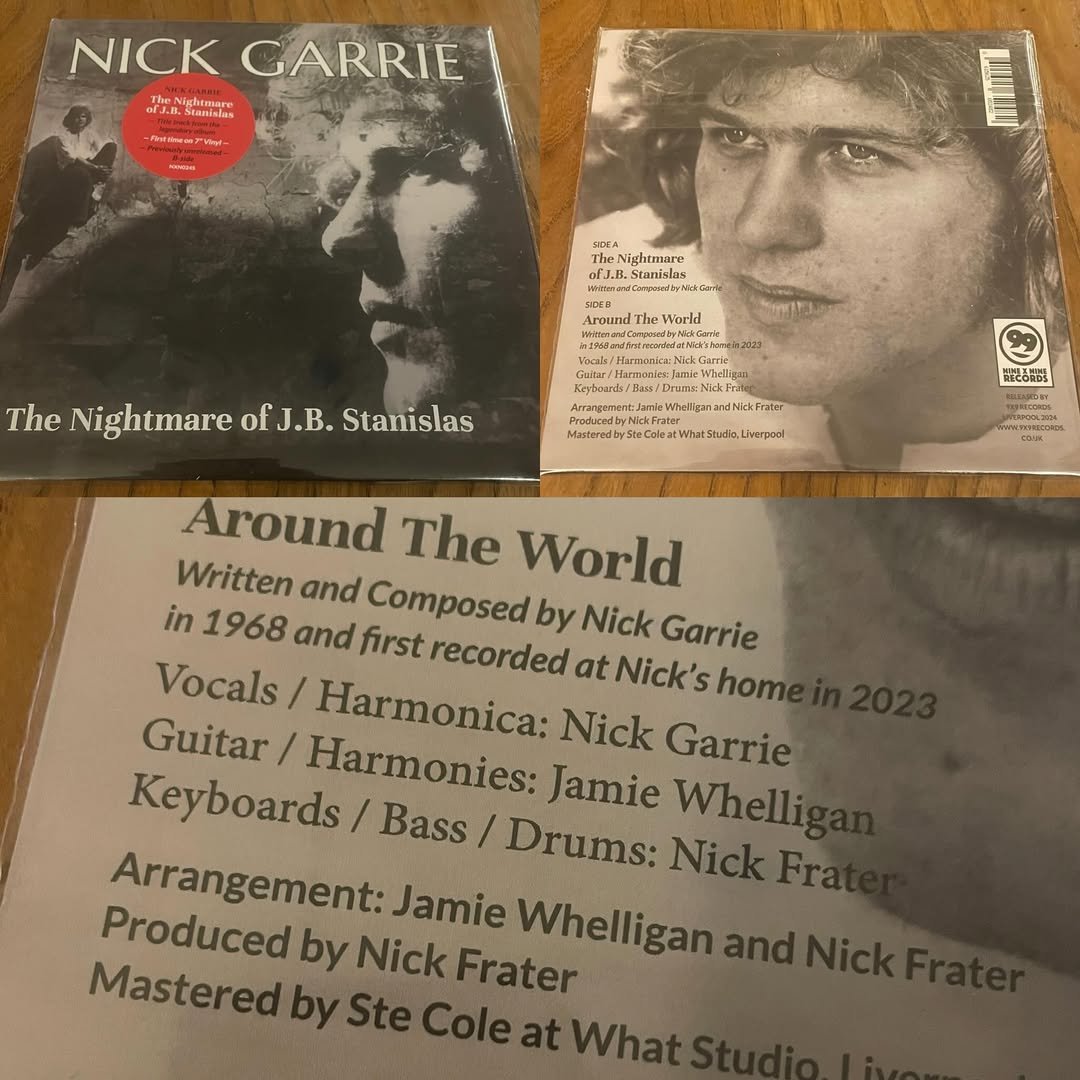 NICK GARRIE
NICK GARRIE
The Nightmare
of J.B. Stanislas
— Title track from the
legendary album
— First time on 7" Vinyl —
— Previously unreleased —
B-side
The Nightmare of J.B. Stanislas
SIDE A
The Nightmare
of J.B. Stanislas
Written and Composed by Nick Garrie
SIDE B
Around The World
Written and Composed by Nick Garrie
in 1968 and first recorded at Nick's home in 2023
Vocals / Harmonica: Nick Garrie
Guitar / Harmonies: Jamie Whelligan
Keyboards / Bass / Drums: Nick Frater
Arrangement: Jamie Whelligan and Nick Frater
Produced by Nick Frater
Mastered by Ste Cole at What Studio, Liverpool
99
NINE X NINE
RECORDS
RELEASED BY
9X9 RECORDS
LIVERPOOL 2024
WWW.9X9RECORDS.
CO.UK
Around The World
Written and Composed by Nick Garrie
in 1968 and first recorded at Nick's home in 2023
Vocals / Harmonica: Nick Garrie
Guitar / Harmonies: Jamie Whelligan
Keyboards / Bass / Drums: Nick Frater
Arrangement: Jamie Whelligan and Nick Frater
Produced by Nick Frater
Mastered by Ste Cole at What Studio,